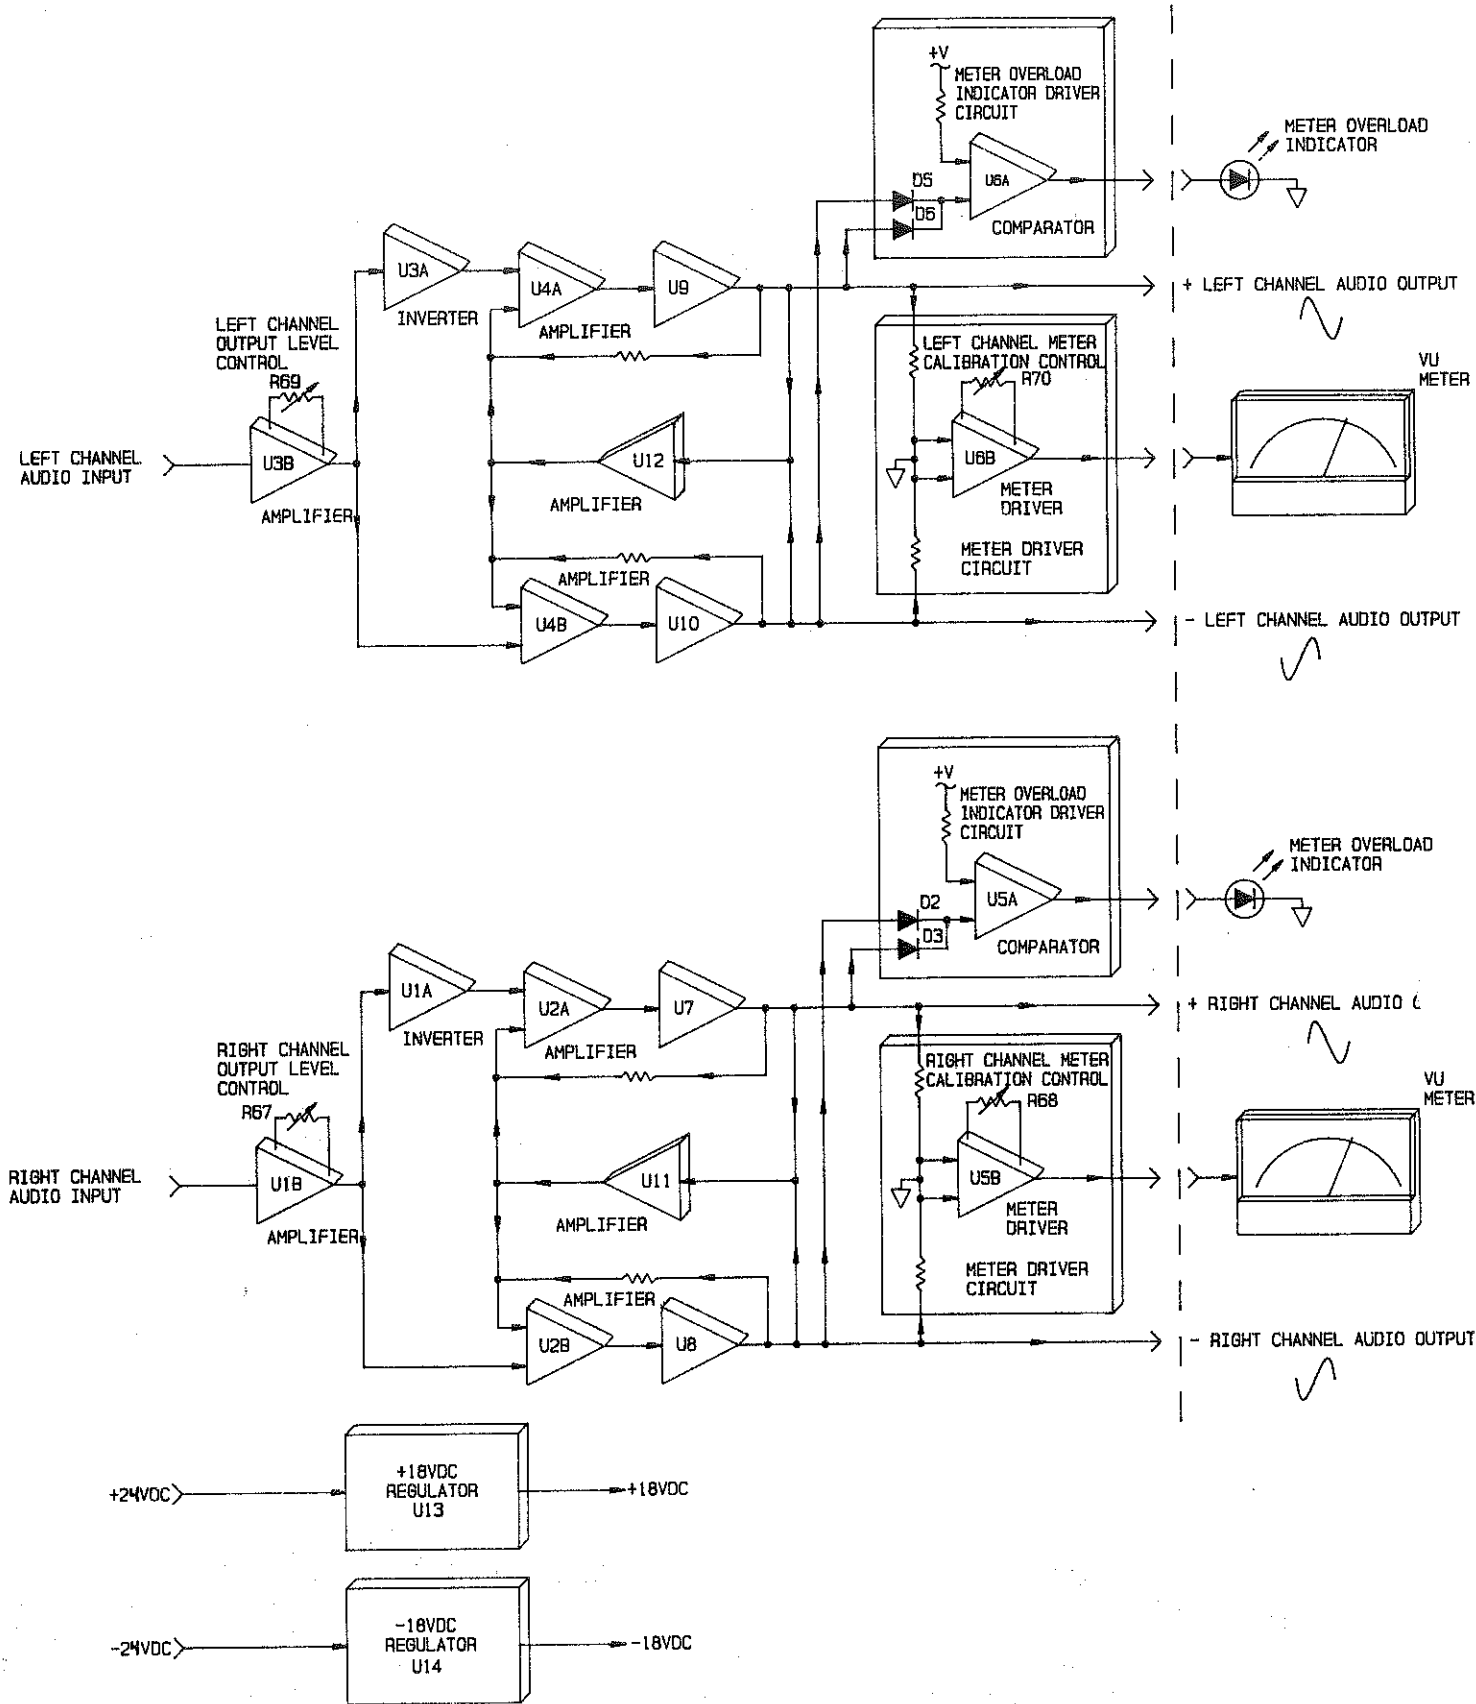 +V
METER OVERLOAD
INDICATOR DRIVER
CIRCUIT
METER OVERLOAD
INDICATOR
D5
D6
U6A
COMPARATOR
U3A
INVERTER
U4A
AMPLIFIER
U9
+ LEFT CHANNEL AUDIO OUTPUT
LEFT CHANNEL
OUTPUT LEVEL
CONTROL
R69
LEFT CHANNEL METER
CALIBRATION CONTROL
R70
VU
METER
LEFT CHANNEL
AUDIO INPUT
U3B
AMPLIFIER
U12
AMPLIFIER
U6B
METER
DRIVER
METER DRIVER
CIRCUIT
AMPLIFIER
U4B
U10
- LEFT CHANNEL AUDIO OUTPUT
+V
METER OVERLOAD
INDICATOR DRIVER
CIRCUIT
METER OVERLOAD
INDICATOR
D2
D3
U5A
COMPARATOR
U1A
INVERTER
U2A
AMPLIFIER
U7
+ RIGHT CHANNEL AUDIO
RIGHT CHANNEL
OUTPUT LEVEL
CONTROL
R67
RIGHT CHANNEL METER
CALIBRATION CONTROL
R68
VU
METER
RIGHT CHANNEL
AUDIO INPUT
U1B
AMPLIFIER
U11
AMPLIFIER
U5B
METER
DRIVER
METER DRIVER
CIRCUIT
AMPLIFIER
U2B
U8
- RIGHT CHANNEL AUDIO OUTPUT
+24VDC
+18VDC
REGULATOR
U13
+18VDC
-24VDC
-18VDC
REGULATOR
U14
-18VDC